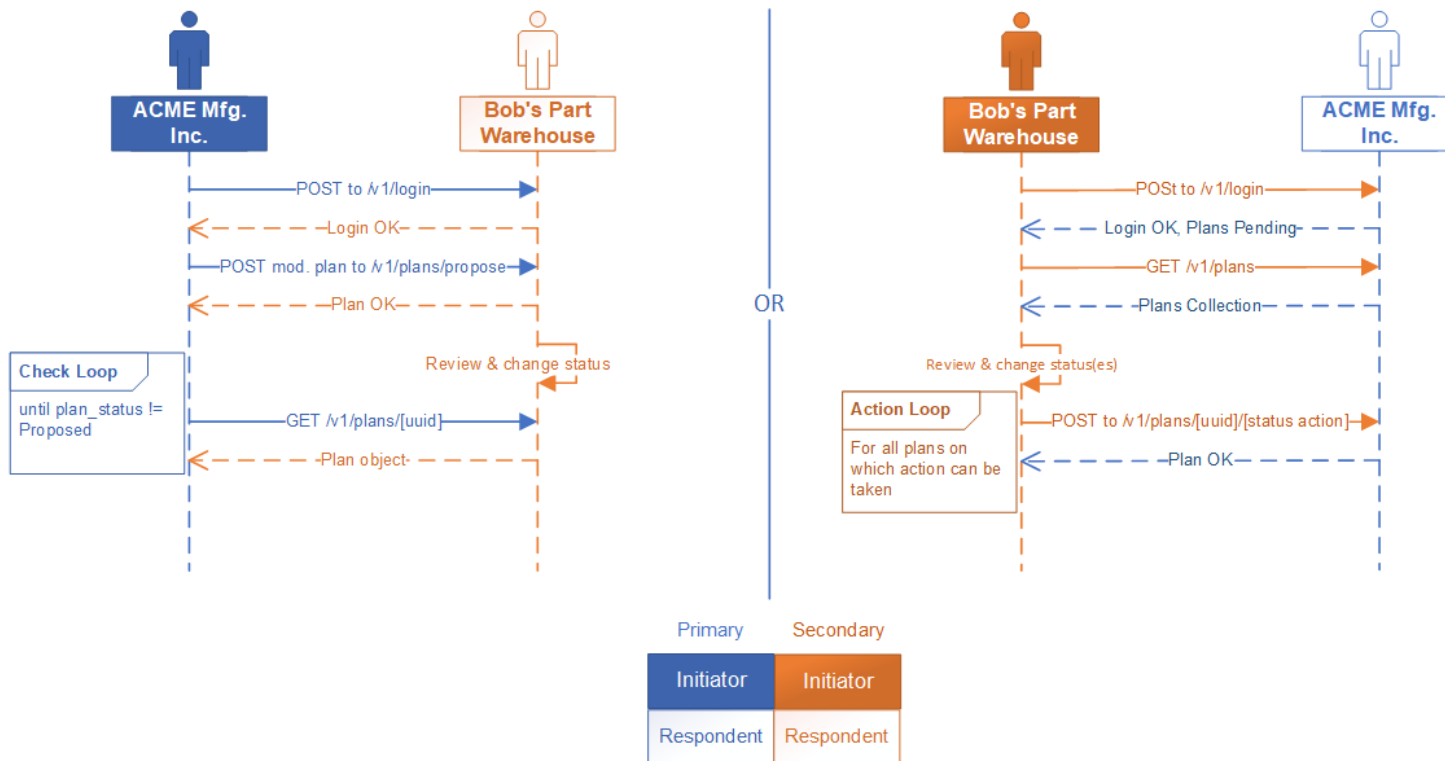 ACME Mfg.
Inc.
Bob's Part
Warehouse
POST to /v1/login
Login OK
POST mod. plan to /v1/plans/propose
Plan OK
Review & change status
Check Loop
until plan_status !=
Proposed
GET /v1/plans/[uuid]
Plan object
OR
Bob's Part
Warehouse
ACME Mfg.
Inc.
POSt to /v1/login
Login OK, Plans Pending
GET /v1/plans
Plans Collection
Review & change status(es)
Action Loop
For all plans on
which action can be
taken
POST to /v1/plans/[uuid]/[status action]
Plan OK
Primary
Secondary
Initiator
Initiator
Respondent
Respondent